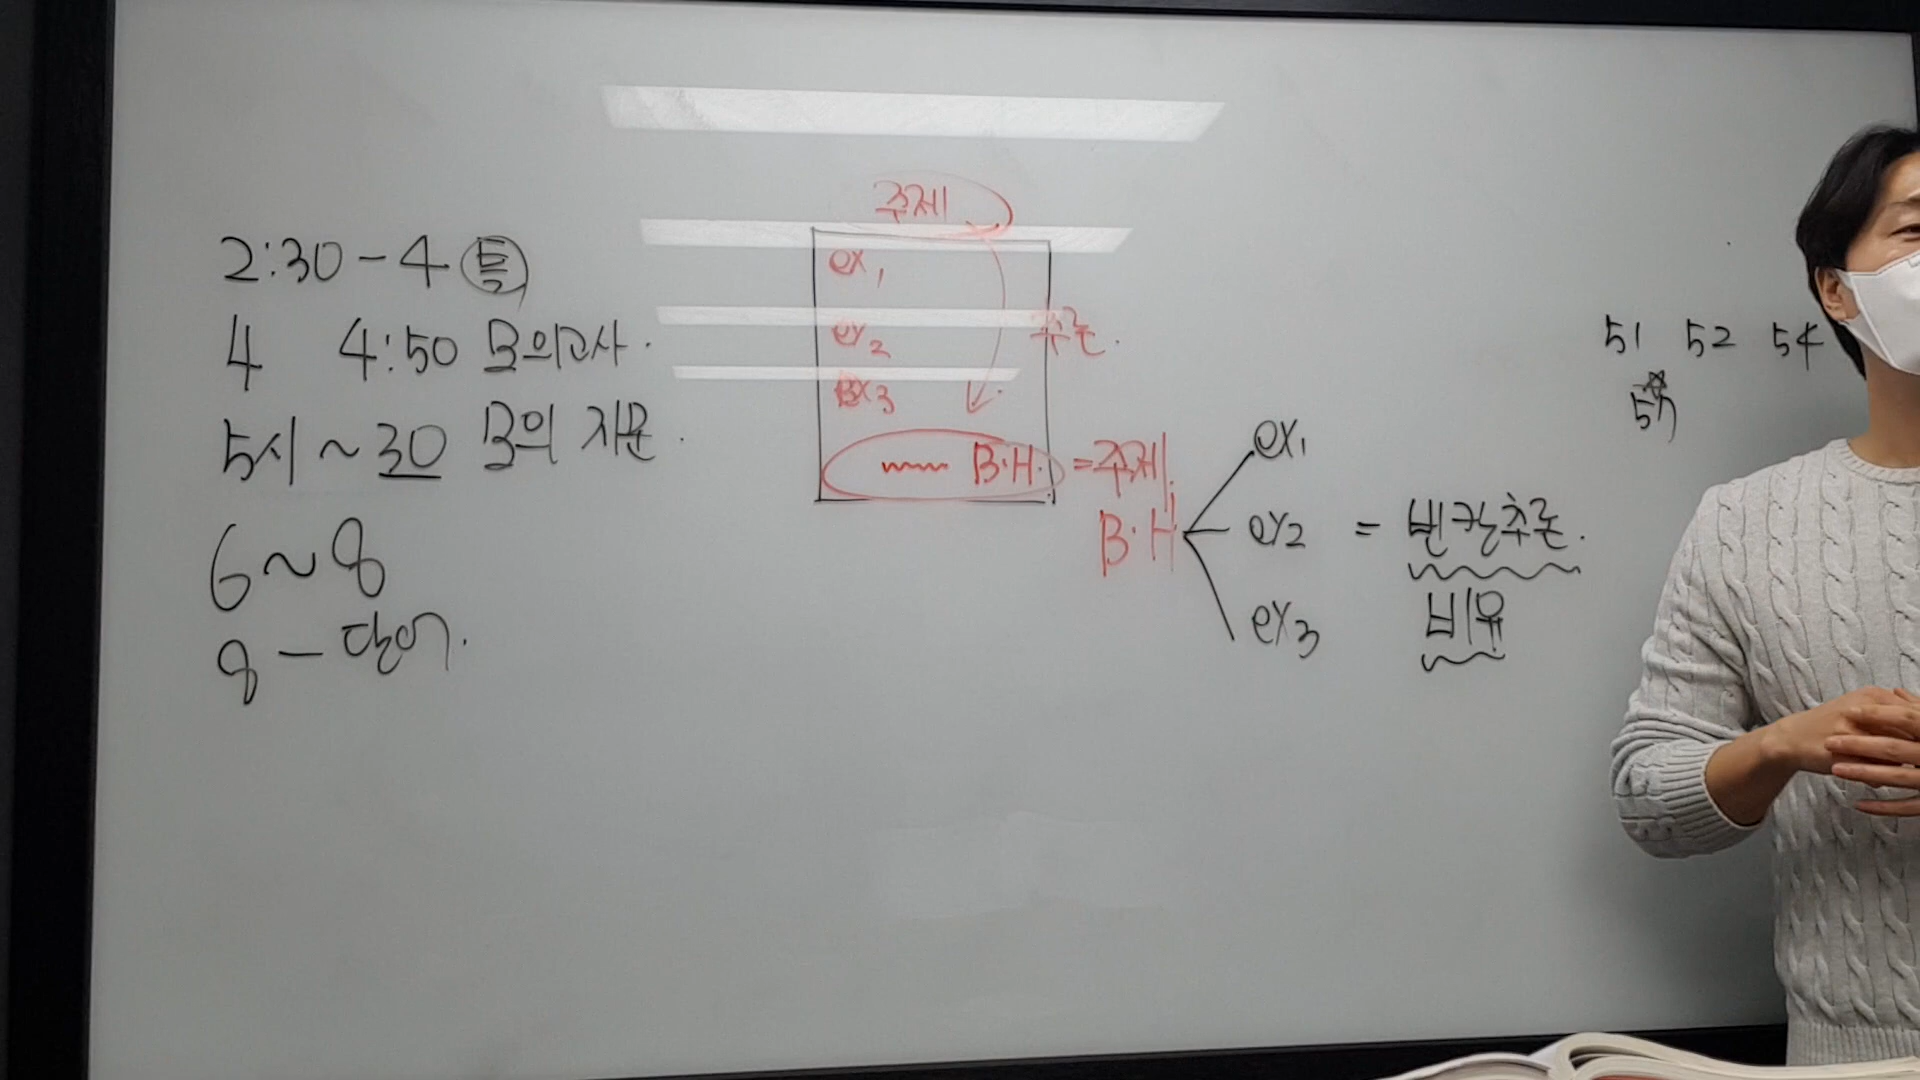 2:30 - 4 특
4 4:50 모의고사.
5시 ~ 30 모의 지문.
6 ~ 8
8 - 단어.
주제
ex1
ex2
ex3
추론.
B.H. = 주제.
B.H
ex1
ex2 = 빈칸추론.
ex3
비유
51 52 54
57